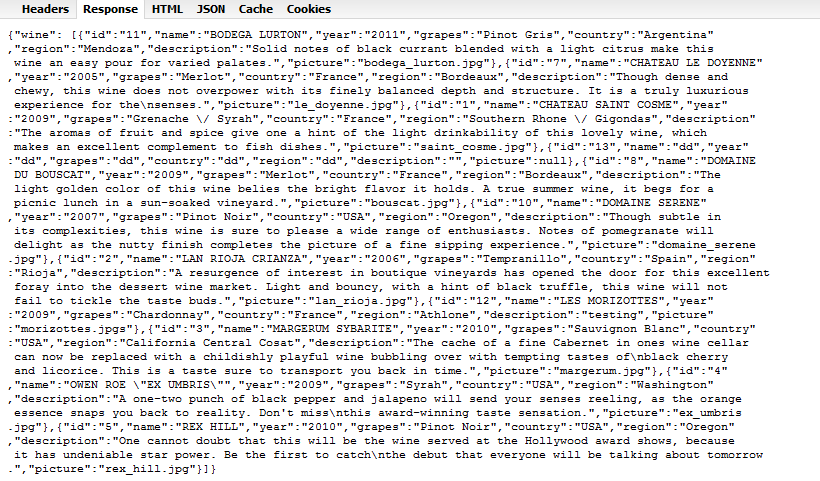 Headers Response HTML JSON Cache Cookies
{"wine": [{"id":"11","name":"BODEGA LURTON","year":"2011","grapes":"Pinot Gris","country":"Argentina"
,"region":"Mendoza","description":"Solid notes of black currant blended with a light citrus make this
wine an easy pour for varied palates.","picture":"bodega_lurton.jpg"},{"id":"7","name":"CHATEAU LE DOYENNE"
,"year":"2005","grapes":"Merlot","country":"France","region":"Bordeaux","description":"Though dense and
chewy, this wine does not overpower with its finely balanced depth and structure. It is a truly luxurious
experience for the\nsenses.","picture":"le_doyenne.jpg"},{"id":"1","name":"CHATEAU SAINT COSME","year"
:"2009","grapes":"Grenache \/ Syrah","country":"France","region":"Southern Rhone \/ Gigondas","description"
:"The aromas of fruit and spice give one a hint of the light drinkability of this lovely wine, which
makes an excellent complement to fish dishes.","picture":"saint_cosme.jpg"},{"id":"13","name":"dd","year"
:"dd","grapes":"dd","country":"dd","region":"dd","description":"","picture":null},{"id":"8","name":"DOMAINE
DU BOUSCAT","year":"2009","grapes":"Merlot","country":"France","region":"Bordeaux","description":"The
light golden color of this wine belies the bright flavor it holds. A true summer wine, it begs for a
picnic lunch in a sun-soaked vineyard.","picture":"bouscat.jpg"},{"id":"10","name":"DOMAINE SERENE"
,"year":"2007","grapes":"Pinot Noir","country":"USA","region":"Oregon","description":"Though subtle in
its complexities, this wine is sure to please a wide range of enthusiasts. Notes of pomegranate will
delight as the nutty finish completes the picture of a fine sipping experience.","picture":"domaine_serene
.jpg"},{"id":"2","name":"LAN RIOJA CRIANZA","year":"2006","grapes":"Tempranillo","country":"Spain","region"
:"Rioja","description":"A resurgence of interest in boutique vineyards has opened the door for this excellent
foray into the dessert wine market. Light and bouncy, with a hint of black truffle, this wine will not
fail to tickle the taste buds.","picture":"lan_rioja.jpg"},{"id":"12","name":"LES MORIZOTTES","year"
:"2009","grapes":"Chardonnay","country":"France","region":"Athlone","description":"testing","picture"
:"morizottes.jpgs"},{"id":"3","name":"MARGERUM SYBARITE","year":"2010","grapes":"Sauvignon Blanc","country"
:"USA","region":"California Central Cosat","description":"The cache of a fine Cabernet in ones wine cellar
can now be replaced with a childishly playful wine bubbling over with tempting tastes of\nblack cherry
and licorice. This is a taste sure to transport you back in time.","picture":"margerum.jpg"},{"id":"4"
,"name":"OWEN ROE \"EX UMBRIS\"","year":"2009","grapes":"Syrah","country":"USA","region":"Washington"
,"description":"A one-two punch of black pepper and jalapeno will send your senses reeling, as the orange
essence snaps you back to reality. Don't miss\nthis award-winning taste sensation.","picture":"ex_umbris
.jpg"},{"id":"5","name":"REX HILL","year":"2010","grapes":"Pinot Noir","country":"USA","region":"Oregon"
,"description":"One cannot doubt that this will be the wine served at the Hollywood award shows, because
it has undeniable star power. Be the first to catch\nthe debut that everyone will be talking about tomorrow
.","picture":"rex_hill.jpg"}]}